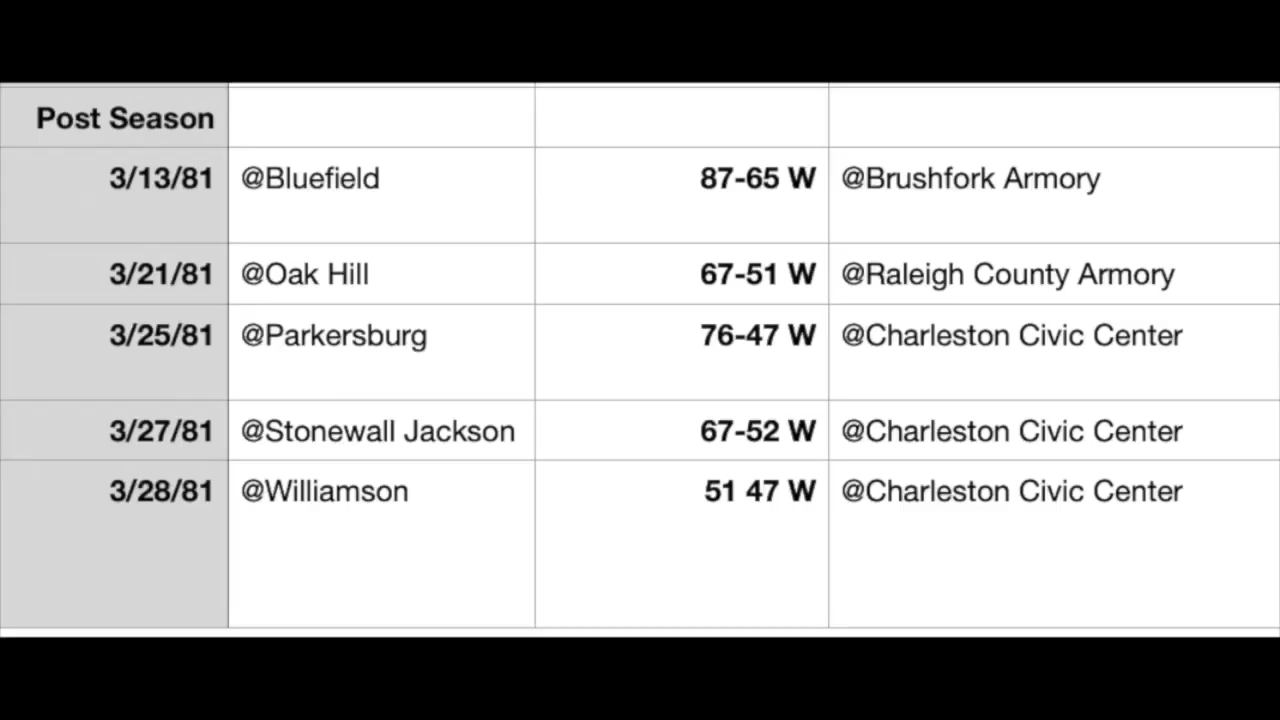 Post Season
3/13/81 @Bluefield 87-65 W @Brushfork Armory
3/21/81 @Oak Hill 67-51 W @Raleigh County Armory
3/25/81 @Parkersburg 76-47 W @Charleston Civic Center
3/27/81 @Stonewall Jackson 67-52 W @Charleston Civic Center
3/28/81 @Williamson 51 47 W @Charleston Civic Center